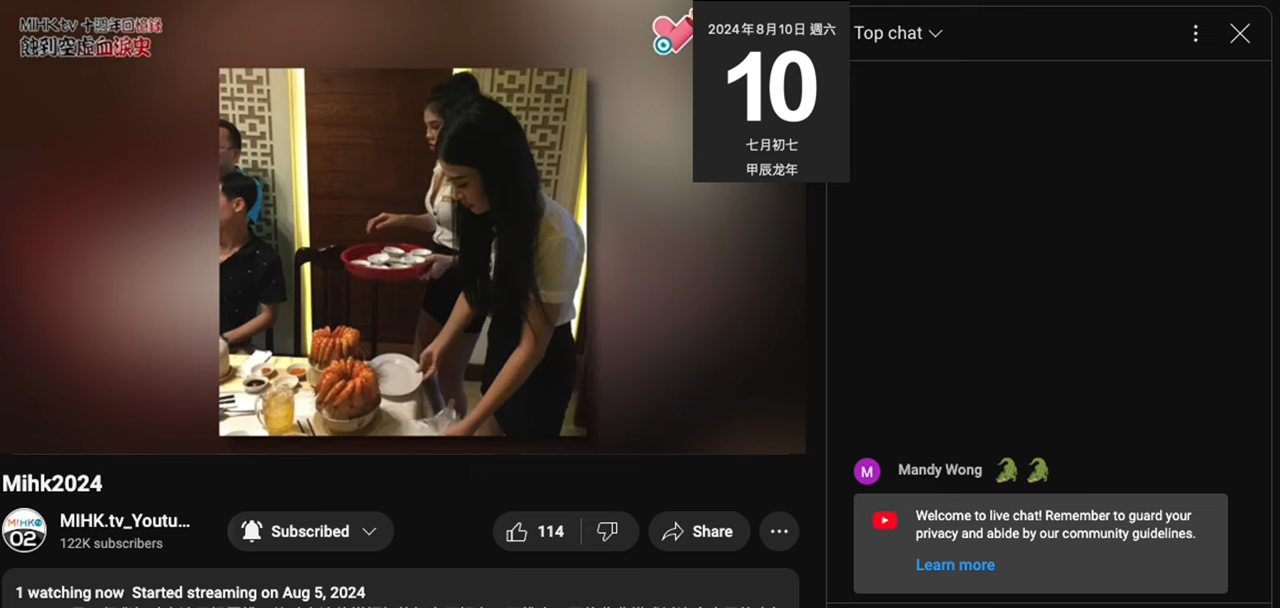 MIHK.tv 十週年回憶錄
蝕到空虛血淚史
2024年8月10日 週六
10
七月初七
甲辰龙年
Top chat
Mandy Wong
M
Welcome to live chat! Remember to guard your
privacy and abide by our community guidelines.
Learn more
Mihk2024
MIHK.tv
02
MIHK.tv_Youtu...
122K subscribers
Subscribed
114
Share
1 watching now Started streaming on Aug 5, 2024